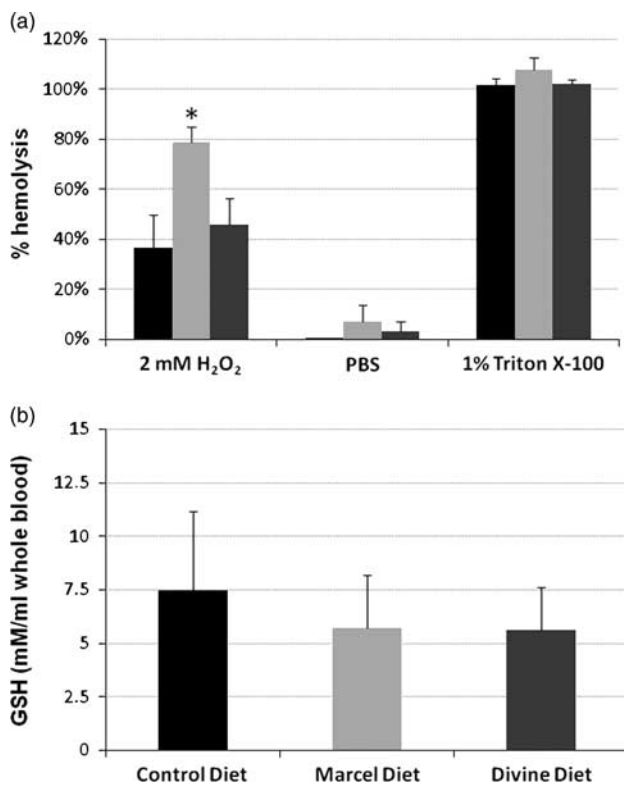 (a)
120%
100%
80%
60%
40%
20%
0%
% hemolysis
*
2 mM H₂O₂
PBS
1% Triton X-100
(b)
15
12.5
10
7.5
5
2.5
0
GSH (mM/ml whole blood)
Control Diet
Marcel Diet
Divine Diet